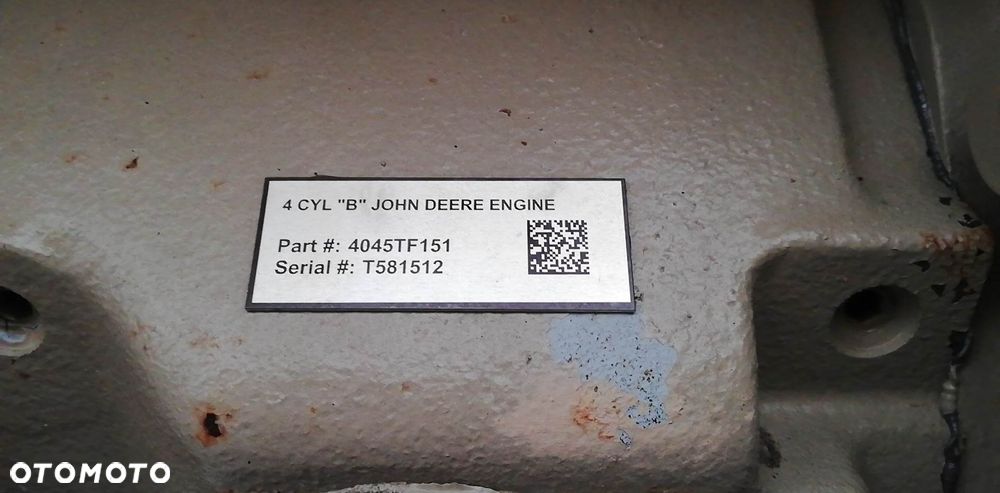 4 CYL "B" JOHN DEERE ENGINE
Part #: 4045TF151
Serial #: T581512
OTOMOTO